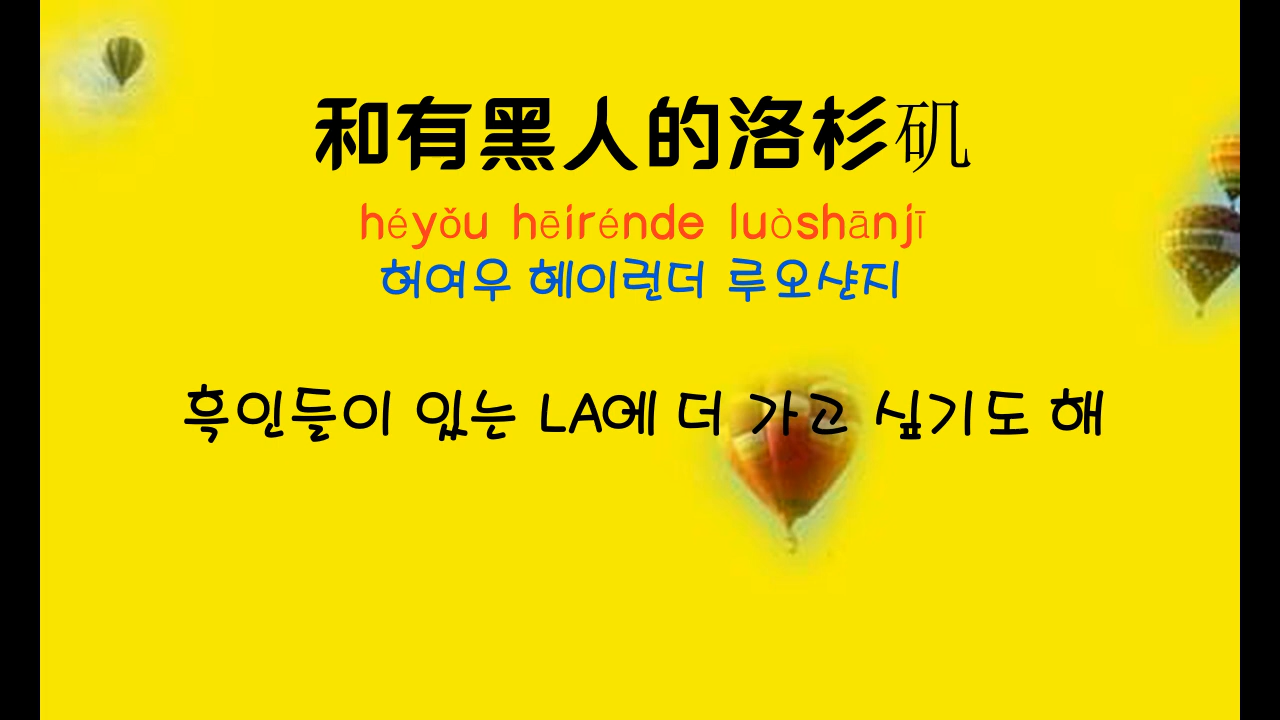 和有黑人的洛杉矶
héyǒu hēirénde luòshānjī
허여우 헤이런더 루오샨지
흑인들이 있는 LA에 더 가고 싶기도 해